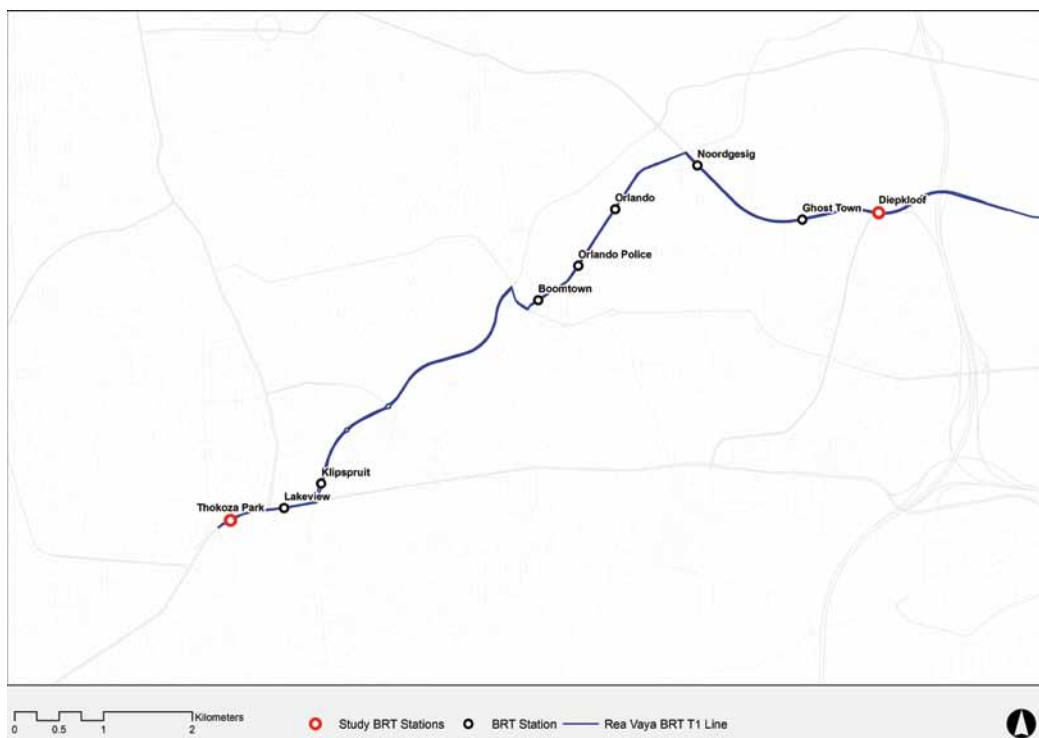 Noordgesig
Orlando
Ghost Town
Diepkloof
Orlando Police
Boomtown
Klipspruit
Thokoza Park
Lakeview
0 0.5 1 2
Kilometers
Study BRT Stations
BRT Station
Rea Vaya BRT T1 Line